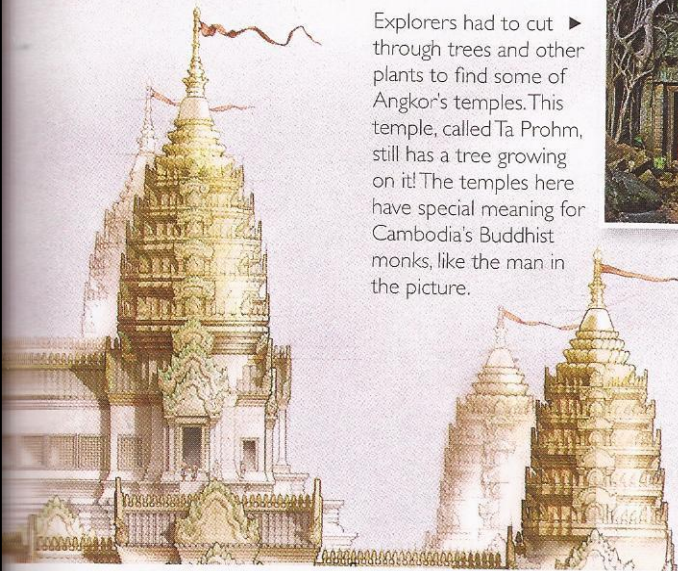 Explorers had to cut ►
through trees and other
plants to find some of
Angkor's temples. This
temple, called Ta Prohm,
still has a tree growing
on it! The temples here
have special meaning for
Cambodia's Buddhist
monks, like the man in
the picture.